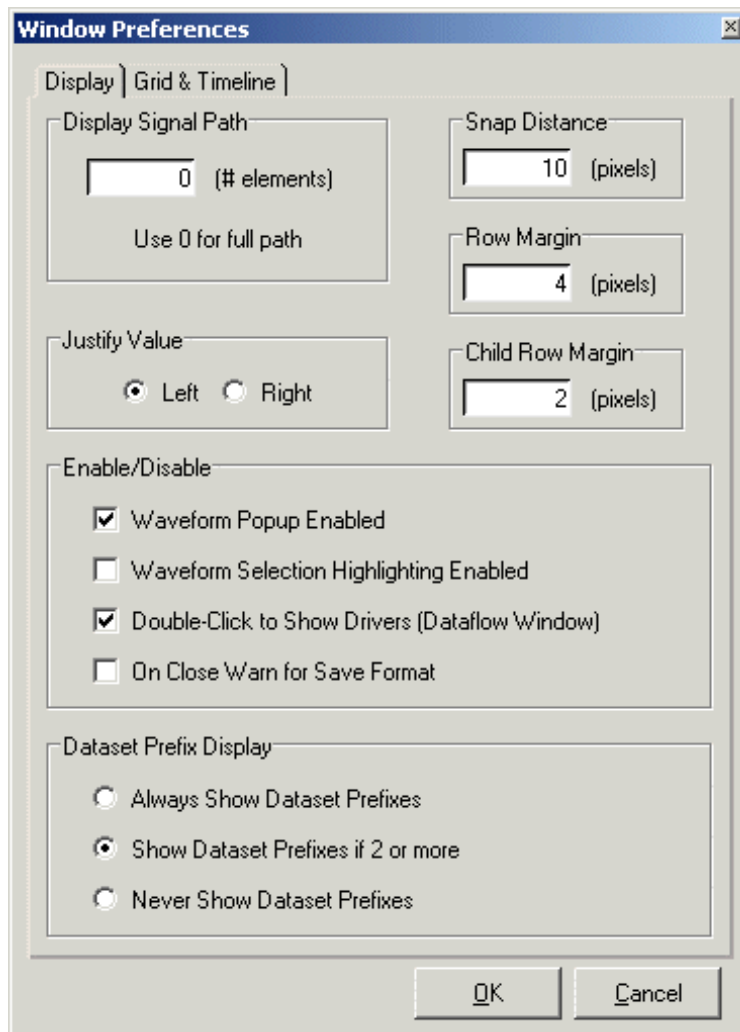 Window Preferences
Display Grid & Timeline
Display Signal Path
0 (# elements)
Use 0 for full path
Snap Distance
10 (pixels)
Row Margin
4 (pixels)
Justify Value
Left Right
Child Row Margin
2 (pixels)
Enable/Disable
Waveform Popup Enabled
Waveform Selection Highlighting Enabled
Double-Click to Show Drivers (Dataflow Window)
On Close Warn for Save Format
Dataset Prefix Display
Always Show Dataset Prefixes
Show Dataset Prefixes if 2 or more
Never Show Dataset Prefixes
OK Cancel